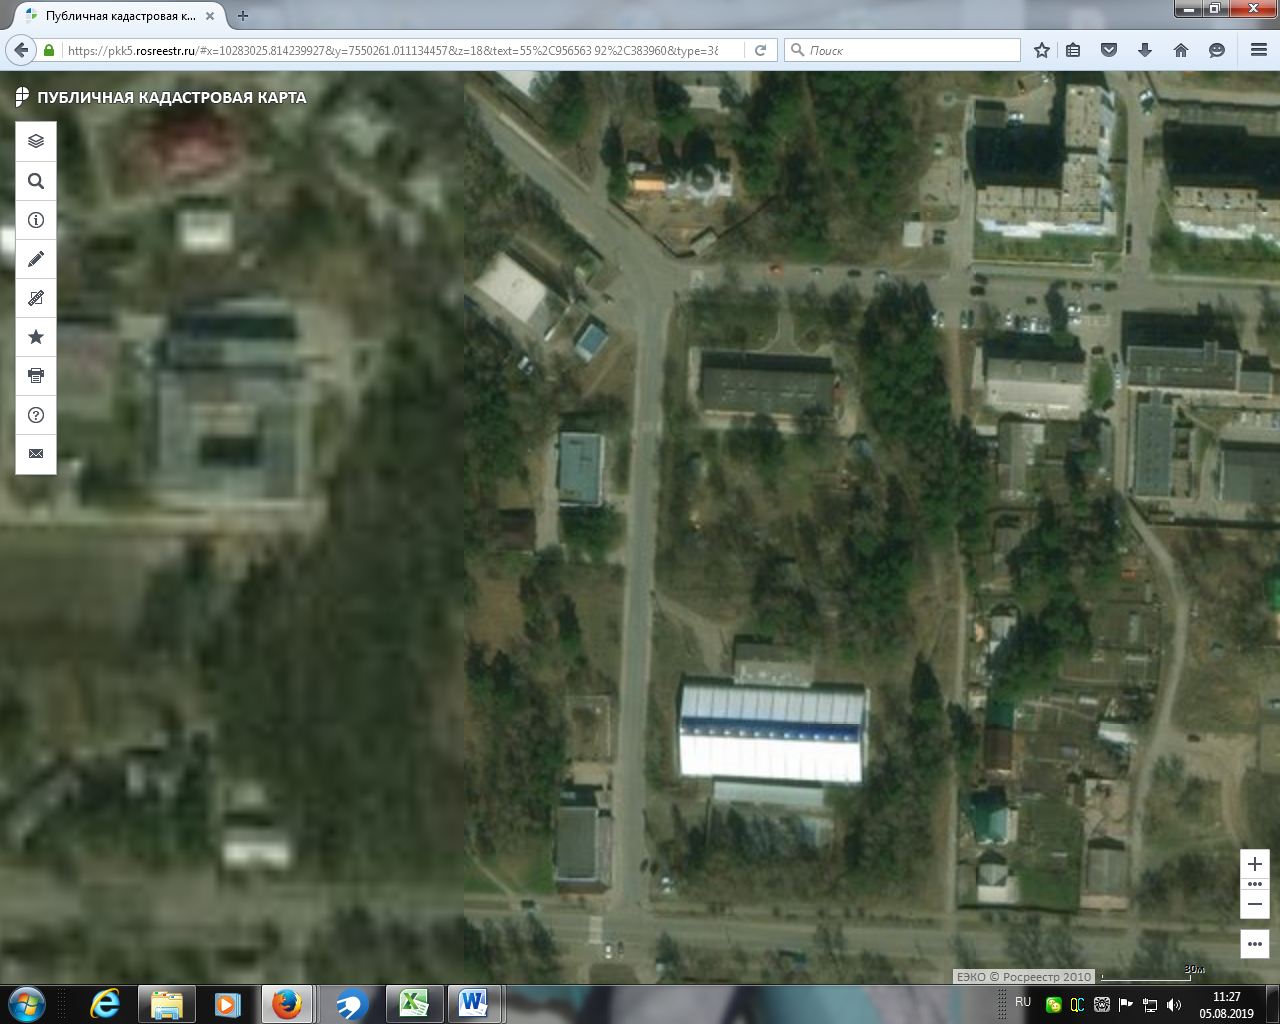 Публичная кадастровая к...
https://pkk5.rosreestr.ru/#x=10283025.814239927&y=7550261.011134457&z=18&text=55%2C956563 92%2C383960&type=3&
Поиск
ПУБЛИЧНАЯ КАДАСТРОВАЯ КАРТА
30м
ЕЭКО © Росреестр 2010
RU
11:27
05.08.2019